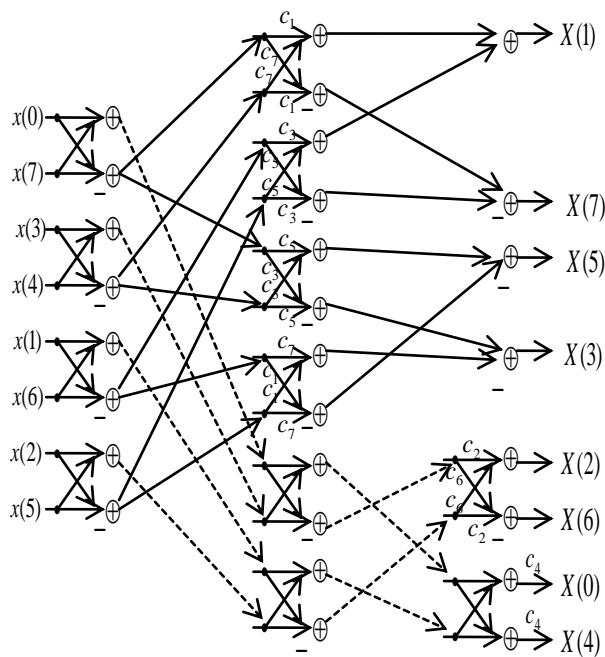 x(0)
x(7)
−
x(3)
x(4)
−
x(1)
x(6)
−
x(2)
x(5)
−
c₁
c₇
c₇
c₁
−
c₃
c₅
c₅
c₃
−
c₅
c₃
c₃
c₅
−
c₇
c₁
c₁
c₇
−
−
−
X(1)
−
X(7)
X(5)
−
X(3)
−
c₂
c₆
c₆
c₂
−
X(2)
X(6)
c₄
X(0)
c₄
X(4)